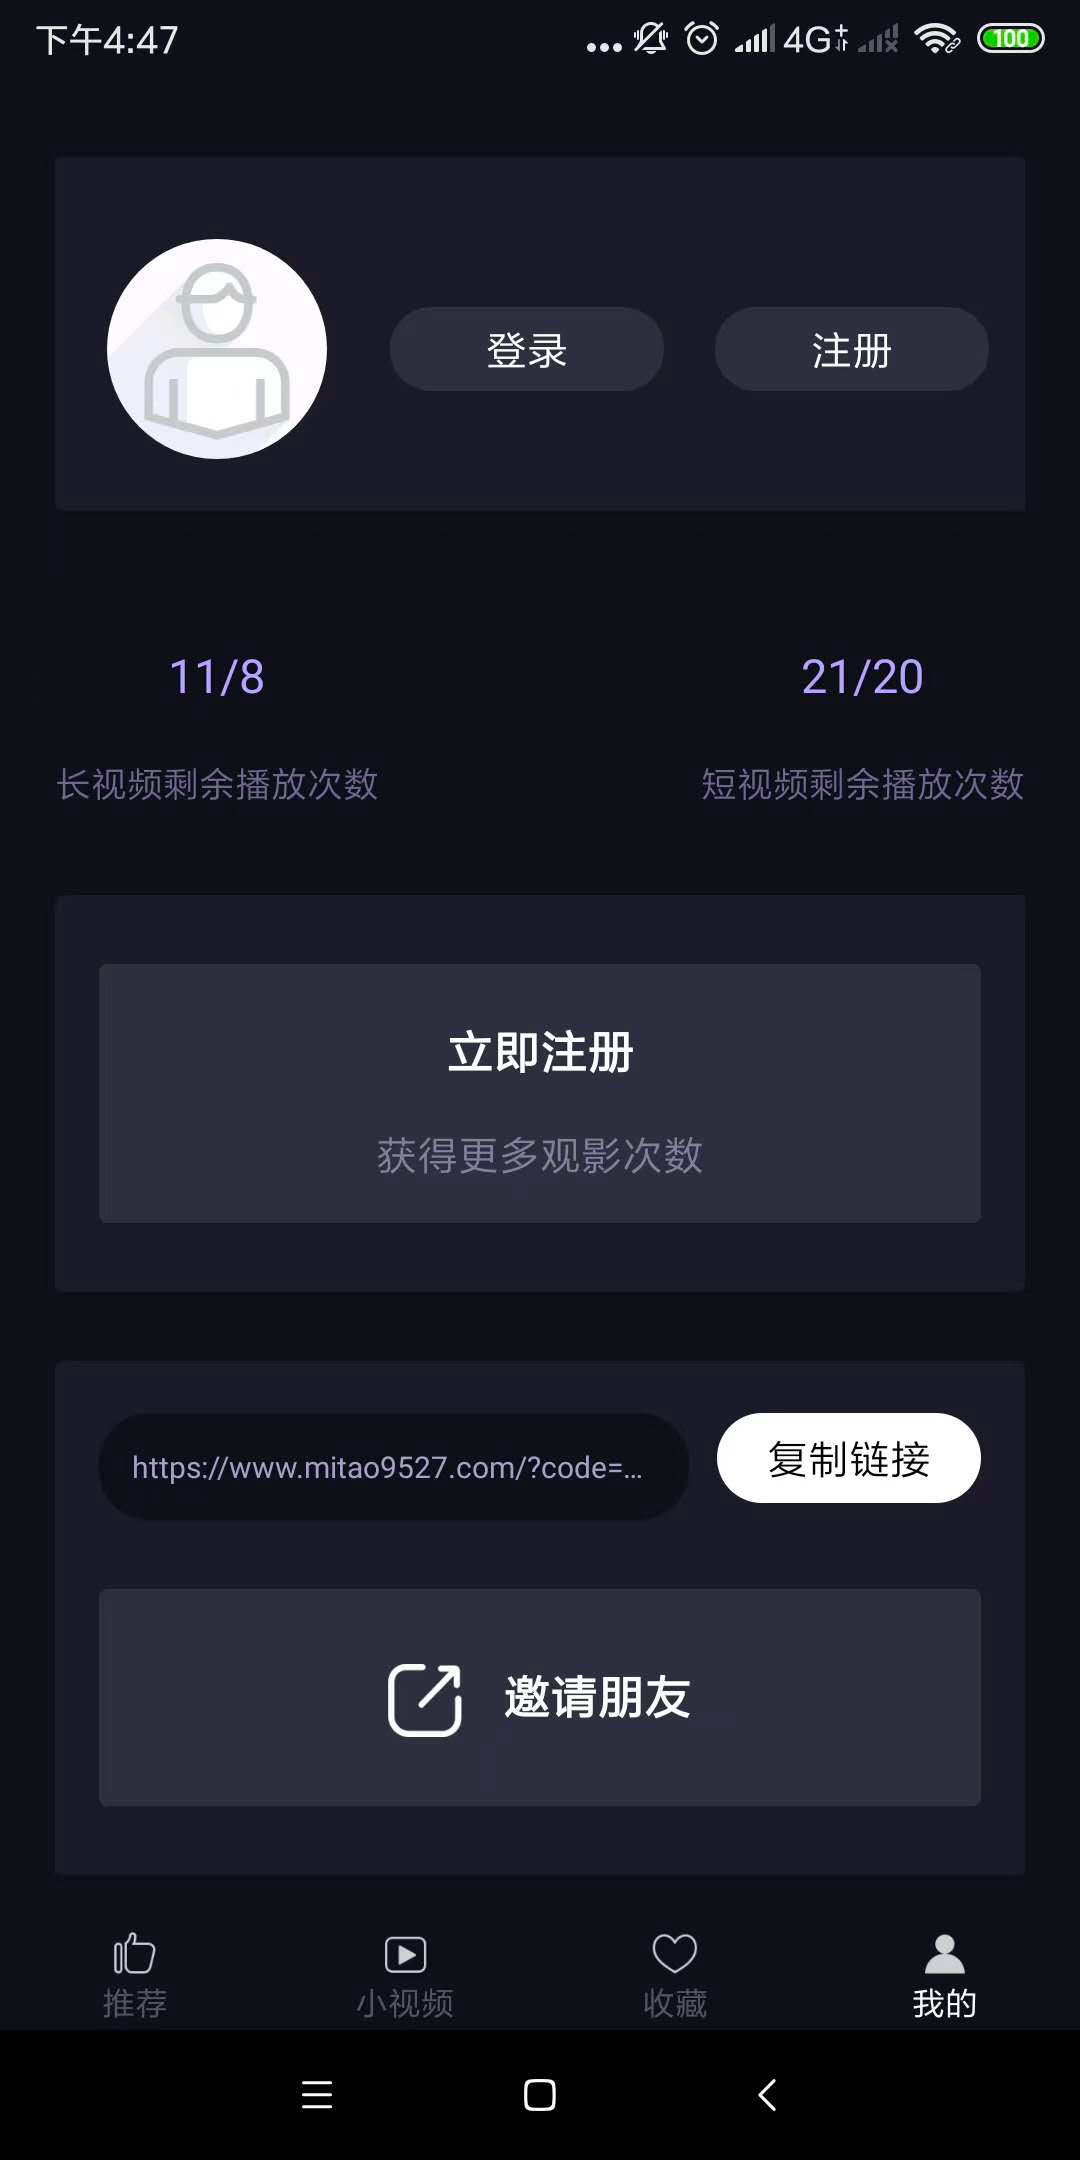 下午4:47
4G+
100
登录
注册
11/8
21/20
长视频剩余播放次数
短视频剩余播放次数
立即注册
获得更多观影次数
https://www.mitao9527.com/?code=...
复制链接
邀请朋友
推荐
小视频
收藏
我的